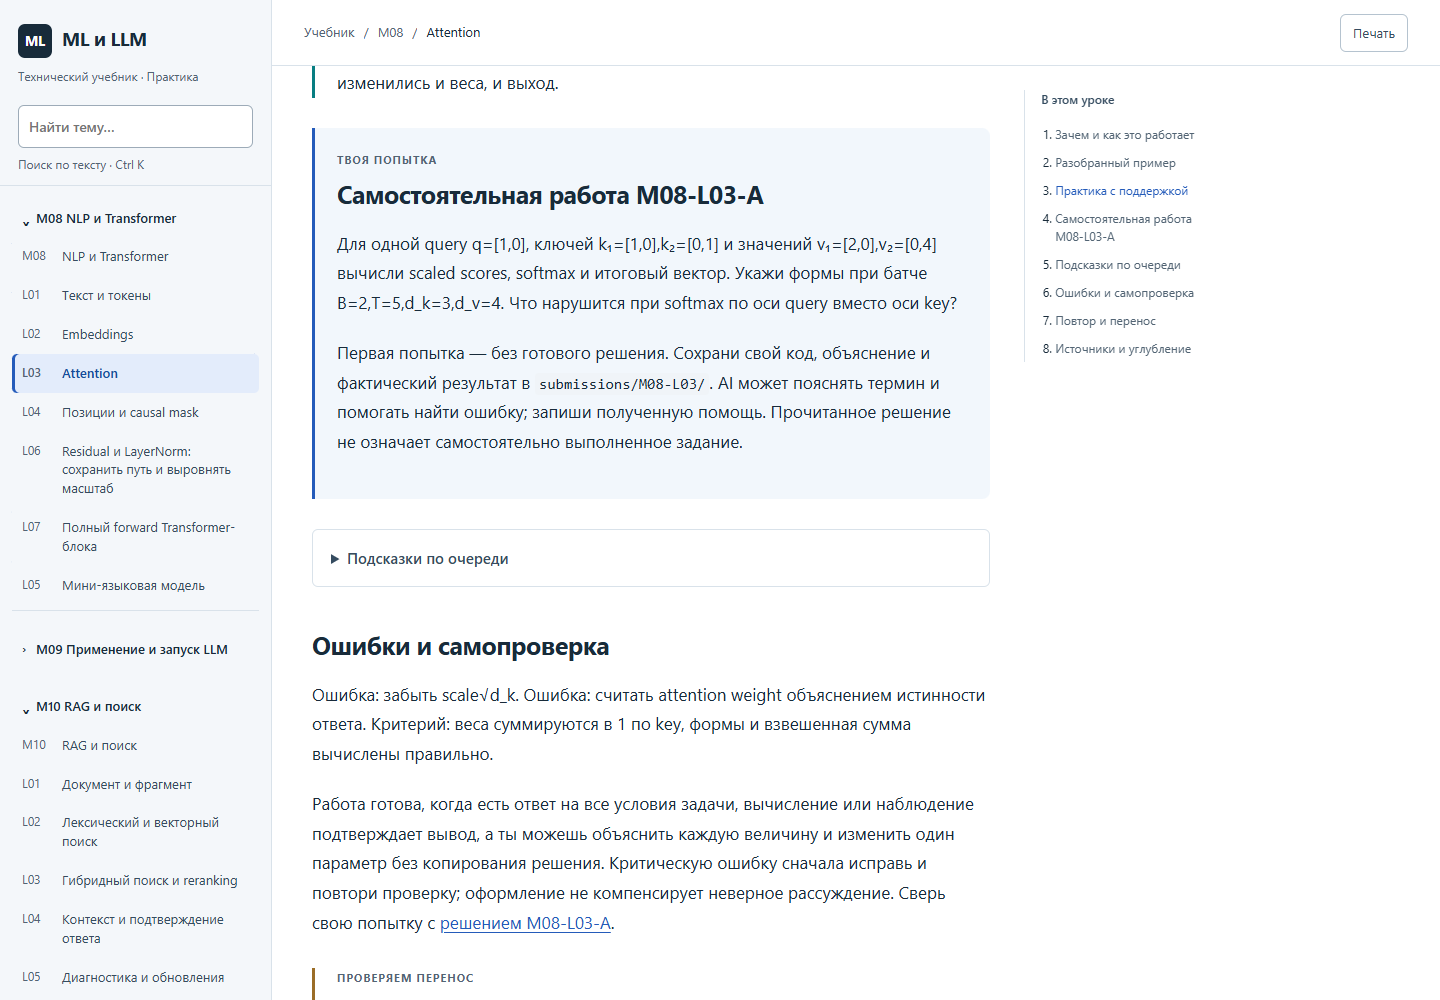 ML
ML и LLM
Технический учебник · Практика
Найти тему...
Поиск по тексту · Ctrl K
M08 NLP и Transformer
M08 NLP и Transformer
L01 Текст и токены
L02 Embeddings
L03 Attention
L04 Позиции и causal mask
L06 Residual и LayerNorm:
сохранить путь и выровнять
масштаб
L07 Полный forward Transformer-
блока
L05 Мини-языковая модель
M09 Применение и запуск LLM
M10 RAG и поиск
M10 RAG и поиск
L01 Документ и фрагмент
L02 Лексический и векторный
поиск
L03 Гибридный поиск и reranking
L04 Контекст и подтверждение
ответа
L05 Диагностика и обновления
Учебник / M08 / Attention
Печать
изменились и веса, и выход.
ТВОЯ ПОПЫТКА
Самостоятельная работа M08-L03-A
Для одной query q=[1,0], ключей k₁=[1,0],k₂=[0,1] и значений v₁=[2,0],v₂=[0,4]
вычисли scaled scores, softmax и итоговый вектор. Укажи формы при батче
B=2,T=5,d_k=3,d_v=4. Что нарушится при softmax по оси query вместо оси key?
Первая попытка — без готового решения. Сохрани свой код, объяснение и
фактический результат в submissions/M08-L03/. AI может пояснять термин и
помогать найти ошибку; запиши полученную помощь. Прочитанное решение
не означает самостоятельно выполненное задание.
Подсказки по очереди
Ошибки и самопроверка
Ошибка: забыть scale√d_k. Ошибка: считать attention weight объяснением истинности
ответа. Критерий: веса суммируются в 1 по key, формы и взвешенная сумма
вычислены правильно.
Работа готова, когда есть ответ на все условия задачи, вычисление или наблюдение
подтверждает вывод, а ты можешь объяснить каждую величину и изменить один
параметр без копирования решения. Критическую ошибку сначала исправь и
повтори проверку; оформление не компенсирует неверное рассуждение. Сверь
свою попытку с решением M08-L03-A.
ПРОВЕРЯЕМ ПЕРЕНОС
В этом уроке
1. Зачем и как это работает
2. Разобранный пример
3. Практика с поддержкой
4. Самостоятельная работа
M08-L03-A
5. Подсказки по очереди
6. Ошибки и самопроверка
7. Повтор и перенос
8. Источники и углубление